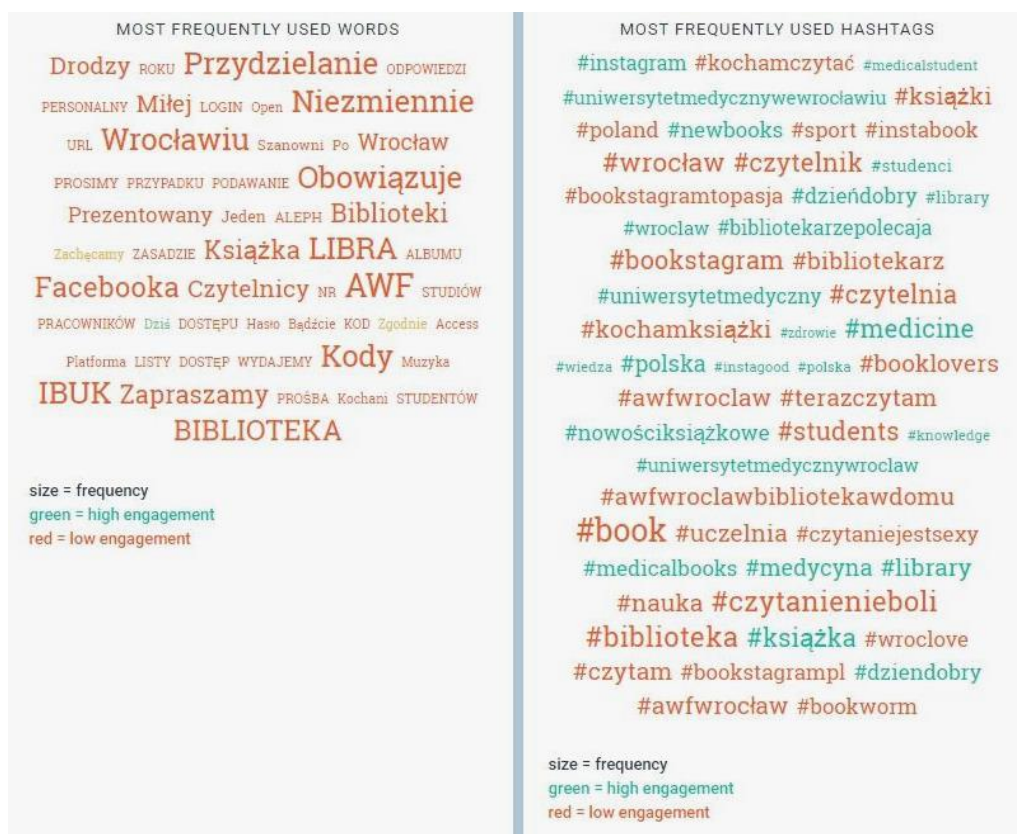 MOST FREQUENTLY USED WORDS
Drodzy ROKU Przydzielanie ODPOWIEDZI
PERSONALNY Miłej LOGIN Open Niezmiennie
URL Wrocławiu Szanowni Po Wrocław
PROSIMY PRZYPADKU PODAWANIE Obowiązuje
Prezentowany Jeden ALEPH Biblioteki
Zachęcamy ZASADZIE Książka LIBRA ALBUMU
Facebooka Czytelnicy NR AWF STUDIÓW
PRACOWNIKÓW Dziś DOSTĘPU Hasło Bądźcie KOD Zgodnie Access
Platforma LISTY DOSTĘP WYDAJEMY Kody Muzyka
IBUK Zapraszamy PROŚBA Kochani STUDENTÓW
BIBLIOTEKA
size = frequency
green = high engagement
red = low engagement
MOST FREQUENTLY USED HASHTAGS
#instagram #kochamczytać #medicalstudent
#uniwersytetmedycznywewrocławiu #książki
#poland #newbooks #sport #instabook
#wrocław #czytelnik #studenci
#bookstagramtopasja #dzieńdobry #library
#wroclaw #bibliotekarzepolecaja
#bookstagram #bibliotekarz
#uniwersytetmedyczny #czytelnia
#kochamksiążki #zdrowie #medicine
#wiedza #polska #instagood #polska #booklovers
#awfwroclaw #terazczytam
#nowościksiążkowe #students #knowledge
#uniwersytetmedycznywroclaw
#awfwroclawbibliotekawdomu
#book #uczelnia #czytaniejestsexy
#medicalbooks #medycyna #library
#nauka #czytanienieboli
#biblioteka #książka #wroclove
#czytam #bookstagrampl #dziendobry
#awfwrocław #bookworm
size = frequency
green = high engagement
red = low engagement